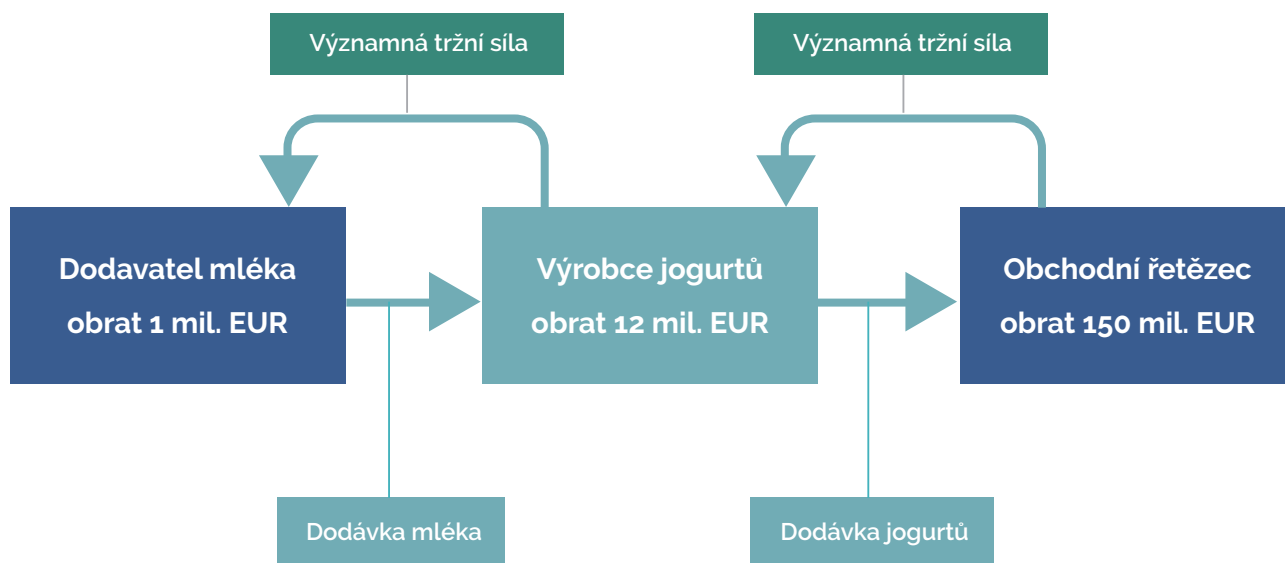 Významná tržní síla
Významná tržní síla
Dodavatel mléka
obrat 1 mil. EUR
Výrobce jogurtů
obrat 12 mil. EUR
Obchodní řetězec
obrat 150 mil. EUR
Dodávka mléka
Dodávka jogurtů